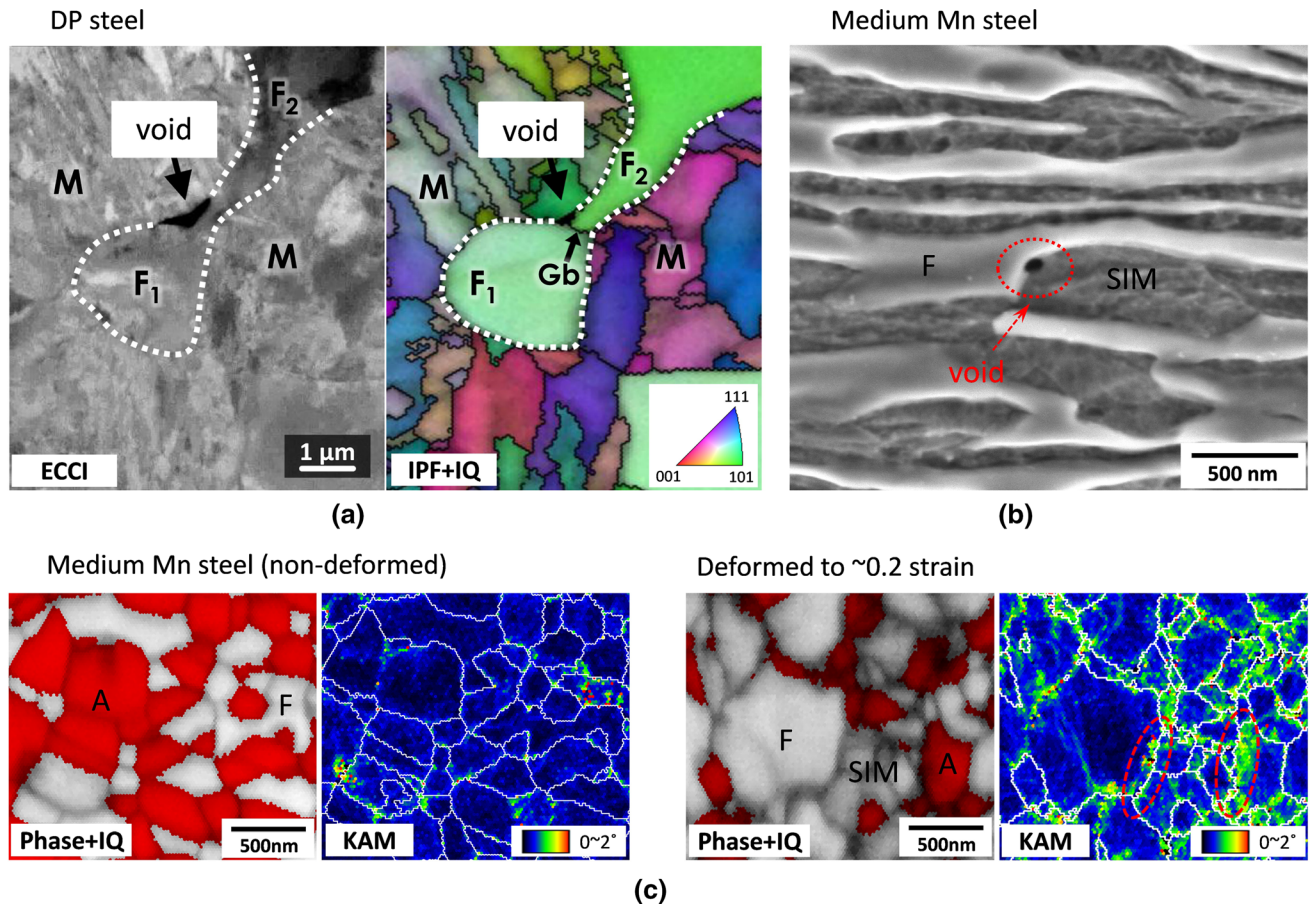 DP steel
Medium Mn steel
F2
void
M
M
F1
1 µm
ECCI
void
F2
M
M
Gb
F1
111
001
101
IPF+IQ
F
SIM
void
500 nm
(a)
(b)
Medium Mn steel (non-deformed)
Deformed to ~0.2 strain
A
F
Phase+IQ
500nm
KAM
0~2˚
F
SIM
A
Phase+IQ
500nm
KAM
0~2˚
(c)